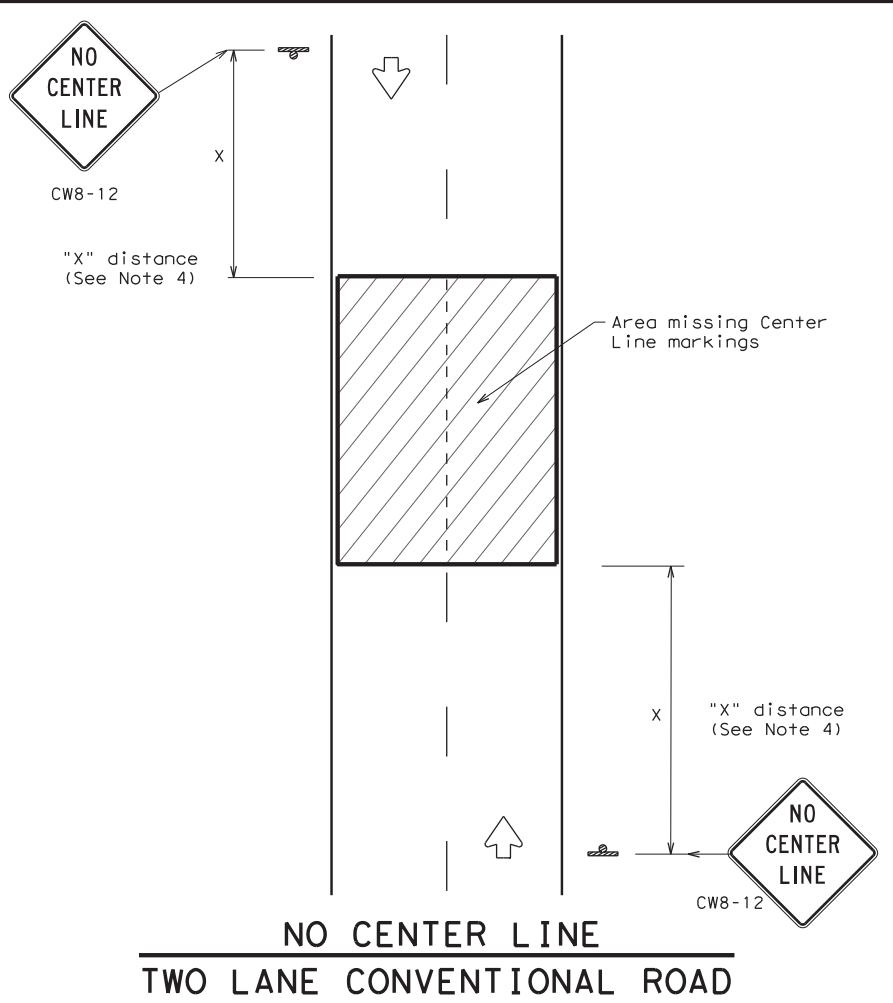 NO
CENTER
LINE
CW8-12
X
"X" distance
(See Note 4)
Area missing Center
Line markings
X
"X" distance
(See Note 4)
NO
CENTER
LINE
CW8-12
NO CENTER LINE
TWO LANE CONVENTIONAL ROAD